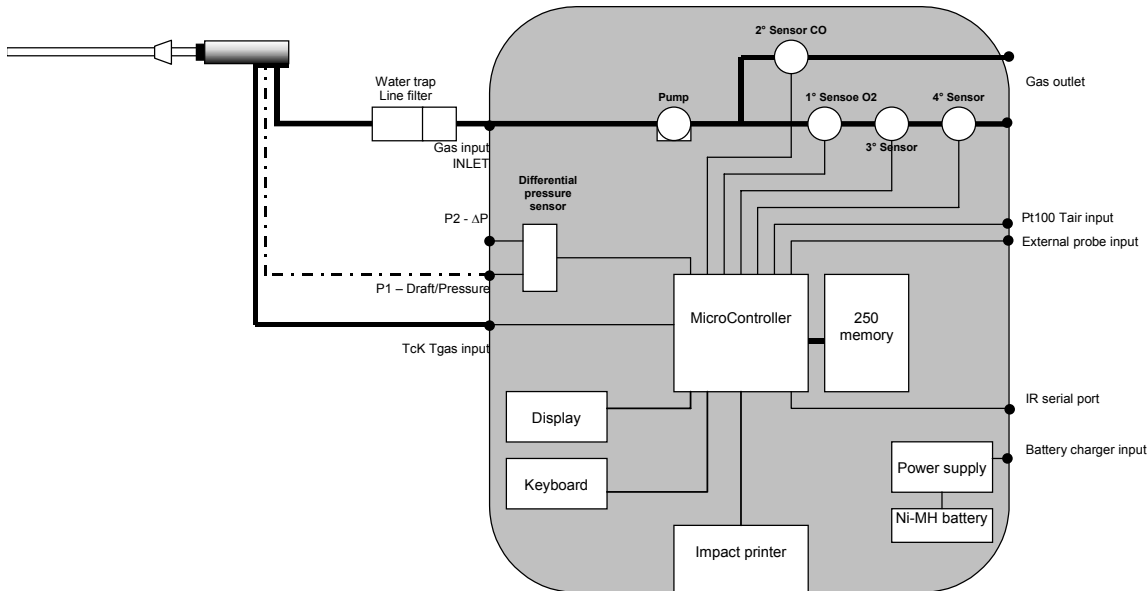 2° Sensor CO
Gas outlet
Water trap
Line filter
Pump
1° Sensoe O2
4° Sensor
3° Sensor
Gas input
INLET
Differential
pressure
sensor
P2 - ΔP
Pt100 Tair input
External probe input
P1 – Draft/Pressure
MicroController
250
memory
TcK Tgas input
Display
IR serial port
Battery charger input
Power supply
Keyboard
Ni-MH battery
Impact printer